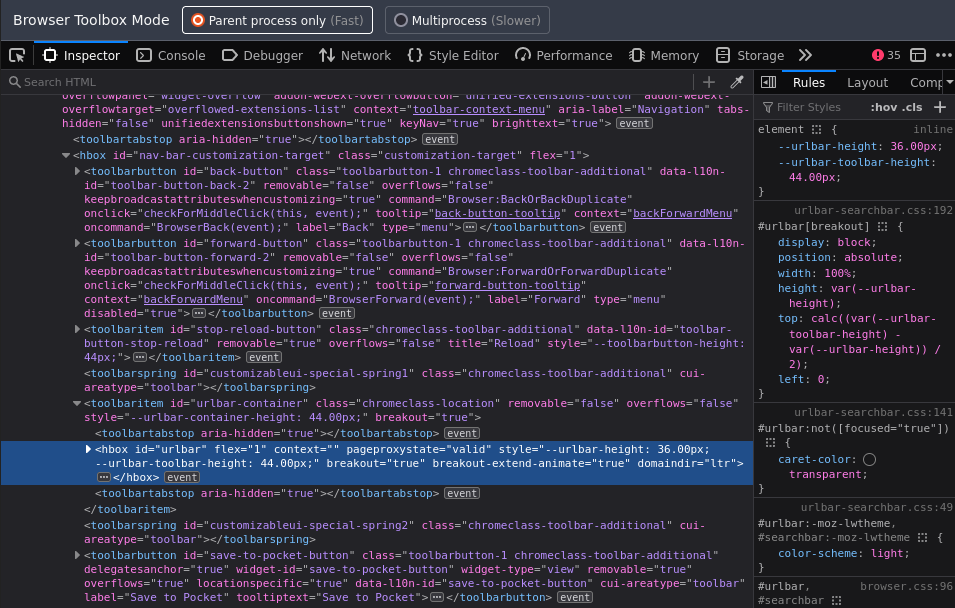 Browser Toolbox Mode
Parent process only (Fast)
Multiprocess (Slower)
Inspector
Console
Debugger
Network
Style Editor
Performance
Memory
Storage
35
Search HTML
overflowpanel="widget-overflow" addon-webext-overflowbutton="unified-extensions-button" addon-webext-
overflowtarget="overflowed-extensions-list" context="toolbar-context-menu" aria-label="Navigation" tabs-
hidden="false" unifiedextensionsbuttonshown="true" keyNav="true" brighttext="true"> event
<toolbartabstop aria-hidden="true"></toolbartabstop> event
<hbox id="nav-bar-customization-target" class="customization-target" flex="1">
<toolbarbutton id="back-button" class="toolbarbutton-1 chromeclass-toolbar-additional" data-l10n-
id="toolbar-button-back-2" removable="false" overflows="false"
keepbroadcastattributeswhencustomizing="true" command="Browser:BackOrBackDuplicate"
onclick="checkForMiddleClick(this, event);" tooltip="back-button-tooltip" context="backForwardMenu"
oncommand="BrowserBack(event);" label="Back" type="menu"></toolbarbutton> event
<toolbarbutton id="forward-button" class="toolbarbutton-1 chromeclass-toolbar-additional" data-l10n-
id="toolbar-button-forward-2" removable="false" overflows="false"
keepbroadcastattributeswhencustomizing="true" command="Browser:ForwardOrForwardDuplicate"
onclick="checkForMiddleClick(this, event);" tooltip="forward-button-tooltip"
context="backForwardMenu" oncommand="BrowserForward(event);" label="Forward" type="menu"
disabled="true"></toolbarbutton> event
<toolbaritem id="stop-reload-button" class="chromeclass-toolbar-additional" data-l10n-id="toolbar-
button-stop-reload" removable="true" overflows="false" title="Reload" style="--toolbarbutton-height:
44px;"></toolbaritem> event
<toolbarspring id="customizableui-special-spring1" class="chromeclass-toolbar-additional" cui-
areatype="toolbar"></toolbarspring>
<toolbaritem id="urlbar-container" class="chromeclass-location" removable="false" overflows="false"
style="--urlbar-container-height: 44.00px;" breakout="true">
<toolbartabstop aria-hidden="true"></toolbartabstop> event
<hbox id="urlbar" flex="1" context="" pageproxystate="valid" style="--urlbar-height: 36.00px;
--urlbar-toolbar-height: 44.00px;" breakout="true" breakout-extend-animate="true" domaindir="ltr">
</hbox> event
<toolbartabstop aria-hidden="true"></toolbartabstop> event
</toolbaritem>
<toolbarspring id="customizableui-special-spring2" class="chromeclass-toolbar-additional" cui-
areatype="toolbar"></toolbarspring>
<toolbarbutton id="save-to-pocket-button" class="toolbarbutton-1 chromeclass-toolbar-additional"
delegatesanchor="true" widget-id="save-to-pocket-button" widget-type="view" removable="true"
overflows="true" locationspecific="true" data-l10n-id="save-to-pocket-button" cui-areatype="toolbar"
label="Save to Pocket" tooltiptext="Save to Pocket"></toolbarbutton> event
Rules
Layout
Comp
Filter Styles
:hov .cls +
element { inline
--urlbar-height: 36.00px;
--urlbar-toolbar-height:
44.00px;
}
urlbar-searchbar.css:192
#urlbar[breakout] {
display: block;
position: absolute;
width: 100%;
height: var(--urlbar-
height);
top: calc((var(--urlbar-
toolbar-height) -
var(--urlbar-height)) /
2);
left: 0;
}
urlbar-searchbar.css:141
#urlbar:not([focused="true"])
{
caret-color:
transparent;
}
urlbar-searchbar.css:49
#urlbar:-moz-lwtheme,
#searchbar:-moz-lwtheme {
color-scheme: light;
}
#urlbar, browser.css:96
#searchbar